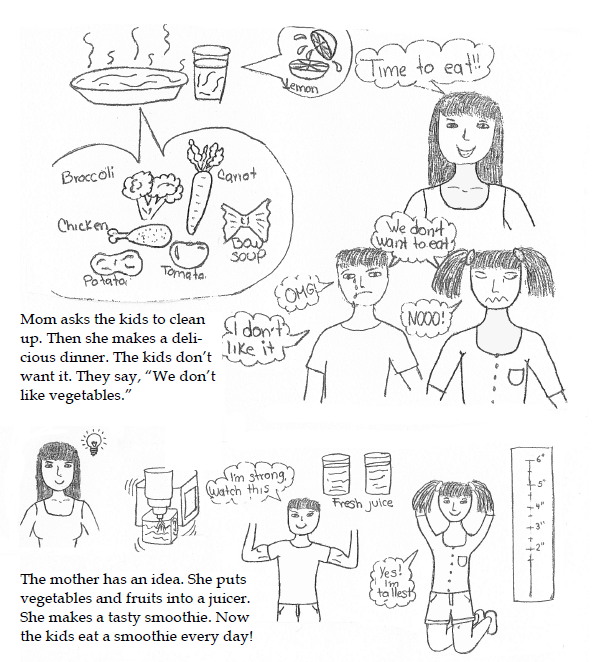 Time to eat!!
lemon
Broccoli
Carrot
Chicken
Bow
soup
Potata
Tomata
We don't
want to eat
OMG!
NOOO!
I don't
like it
Mom asks the kids to clean
up. Then she makes a deli-
cious dinner. The kids don’t
want it. They say, “We don’t
like vegetables.”
I'm strong,
watch this
Fresh juice
Yes!
I'm
tallest
6"
5"
4"
3"
2"
The mother has an idea. She puts
vegetables and fruits into a juicer.
She makes a tasty smoothie. Now
the kids eat a smoothie every day!